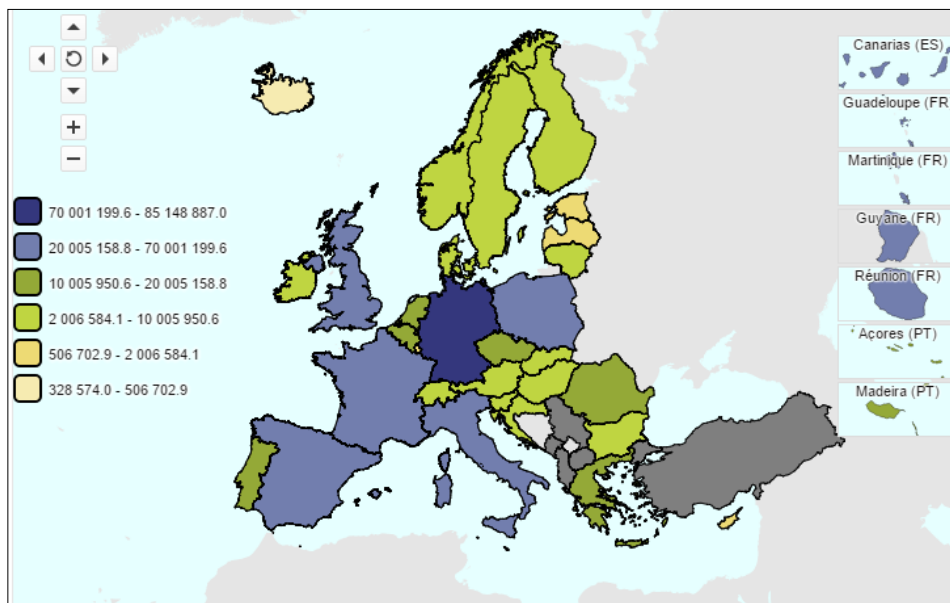 70 001 199.6 - 85 148 887.0
20 005 158.8 - 70 001 199.6
10 005 950.6 - 20 005 158.8
2 006 584.1 - 10 005 950.6
506 702.9 - 2 006 584.1
328 574.0 - 506 702.9
Canarias (ES)
Guadeloupe (FR
Martinique (FR)
Guyane (FR)
Réunion (FR)
Açores (PT)
Madeira (PT)